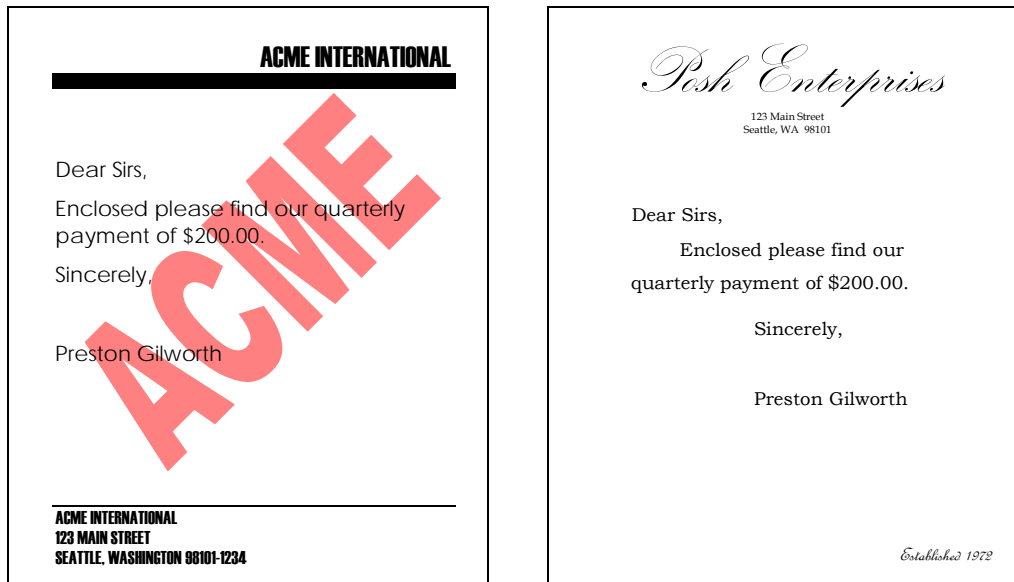 ACME INTERNATIONAL
ACME
Dear Sirs,
Enclosed please find our quarterly
payment of $200.00.
Sincerely,
Preston Gilworth
ACME INTERNATIONAL
123 MAIN STREET
SEATTLE, WASHINGTON 98101-1234
Posh Enterprises
123 Main Street
Seattle, WA 98101
Dear Sirs,
Enclosed please find our
quarterly payment of $200.00.
Sincerely,
Preston Gilworth
Established 1972